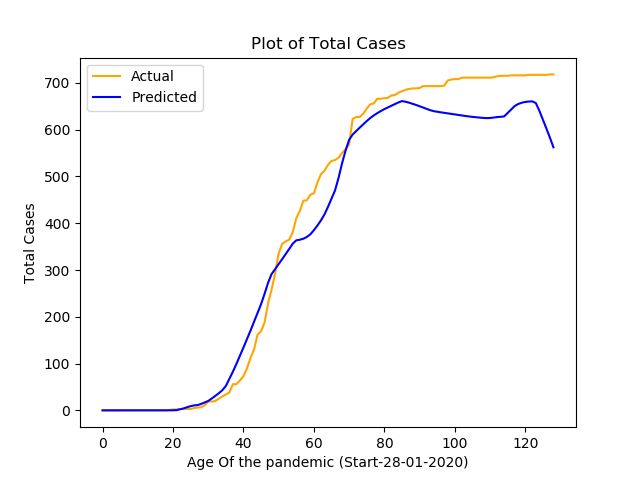 Plot of Total Cases
Actual
Predicted
700
600
500
400
300
200
100
0
Total Cases
0 20 40 60 80 100 120
Age Of the pandemic (Start-28-01-2020)